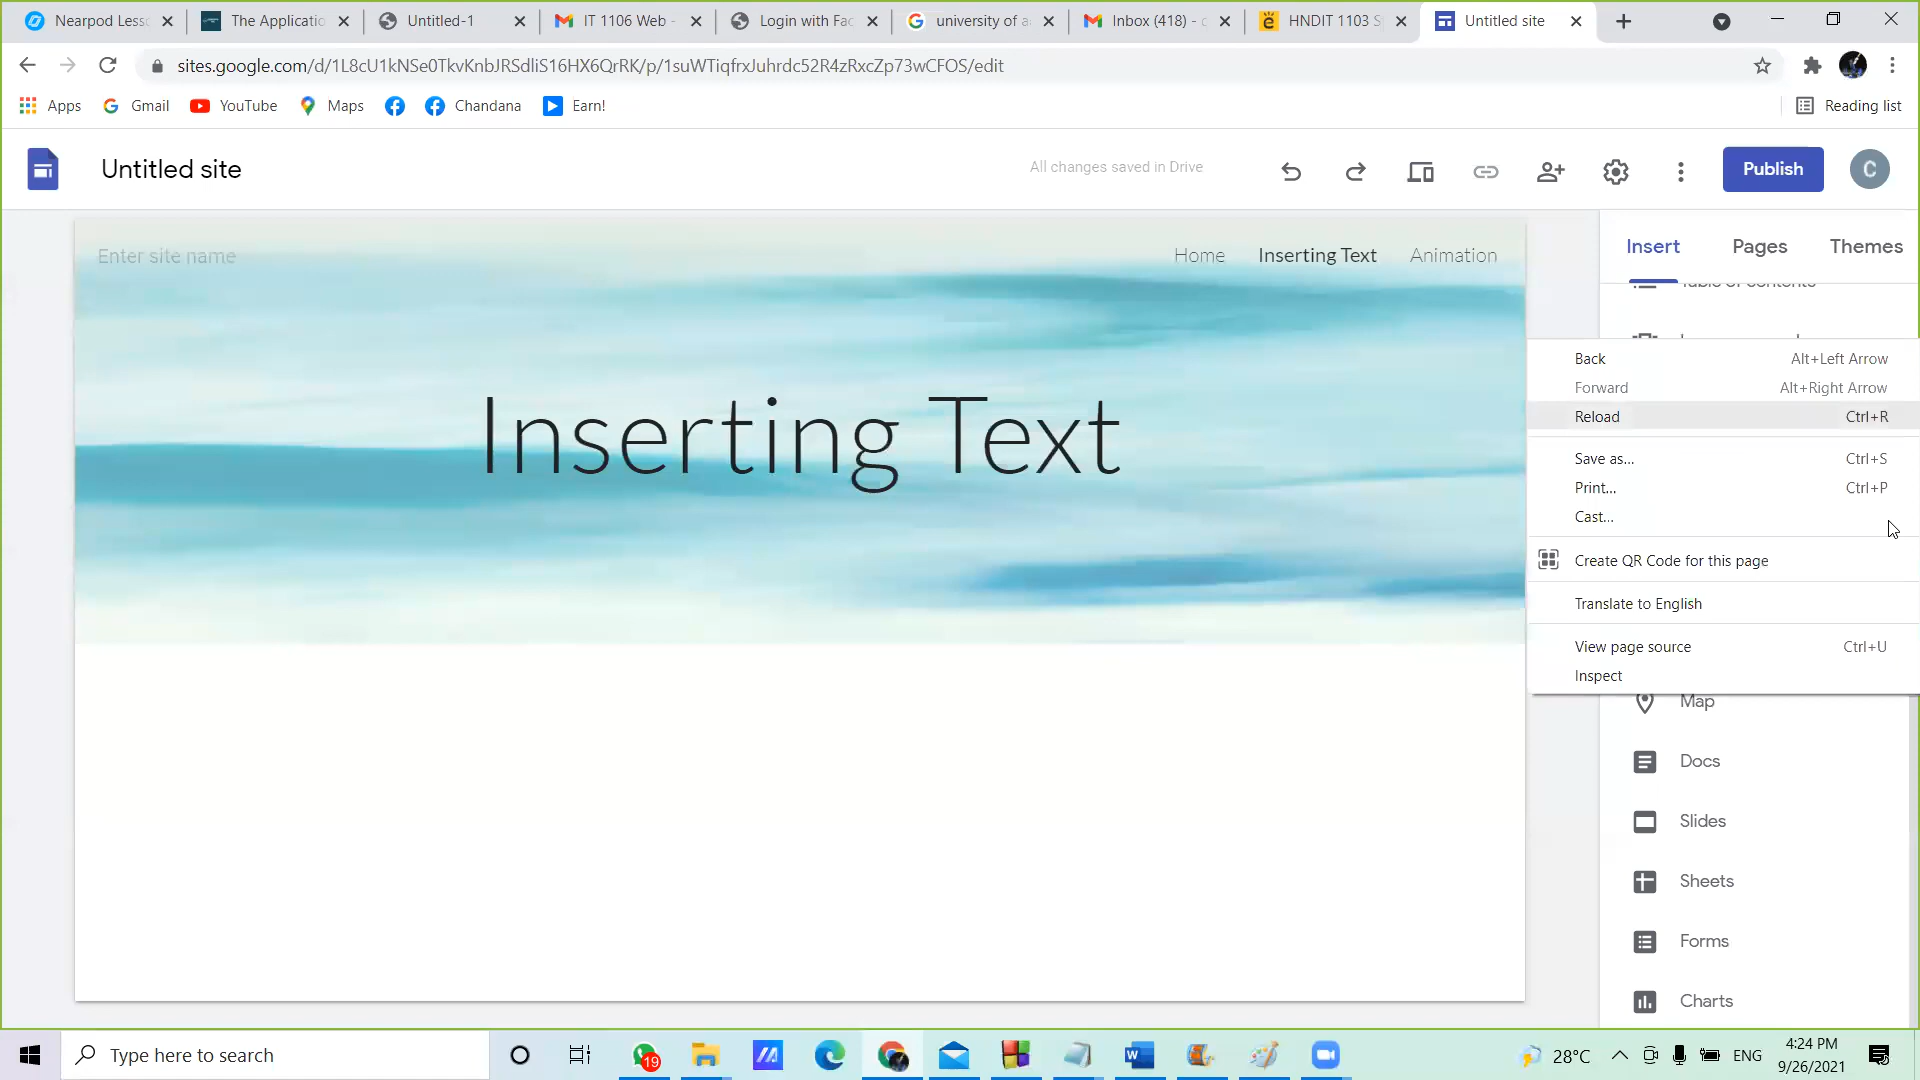 Nearpod Less
The Applicatio
Untitled-1
IT 1106 Web -
Login with Fac
university of a
Inbox (418) -
HNDIT 1103 S
Untitled site
sites.google.com/d/1L8cU1kNSe0TkvKnbJRSdliS16HX6QrRK/p/1suWTiqfrxJuhrdc52R4zRxcZp73wCFOS/edit
Apps
Gmail
YouTube
Maps
Chandana
Earn!
Reading list
Untitled site
All changes saved in Drive
Publish
C
Enter site name
Home
Inserting Text
Animation
Insert
Pages
Themes
Table of contents
Inserting Text
Back Alt+Left Arrow
Forward Alt+Right Arrow
Reload Ctrl+R
Save as... Ctrl+S
Print... Ctrl+P
Cast...
Create QR Code for this page
Translate to English
View page source Ctrl+U
Inspect
Map
Docs
Slides
Sheets
Forms
Charts
Type here to search
19
28°C
ENG
4:24 PM
9/26/2021